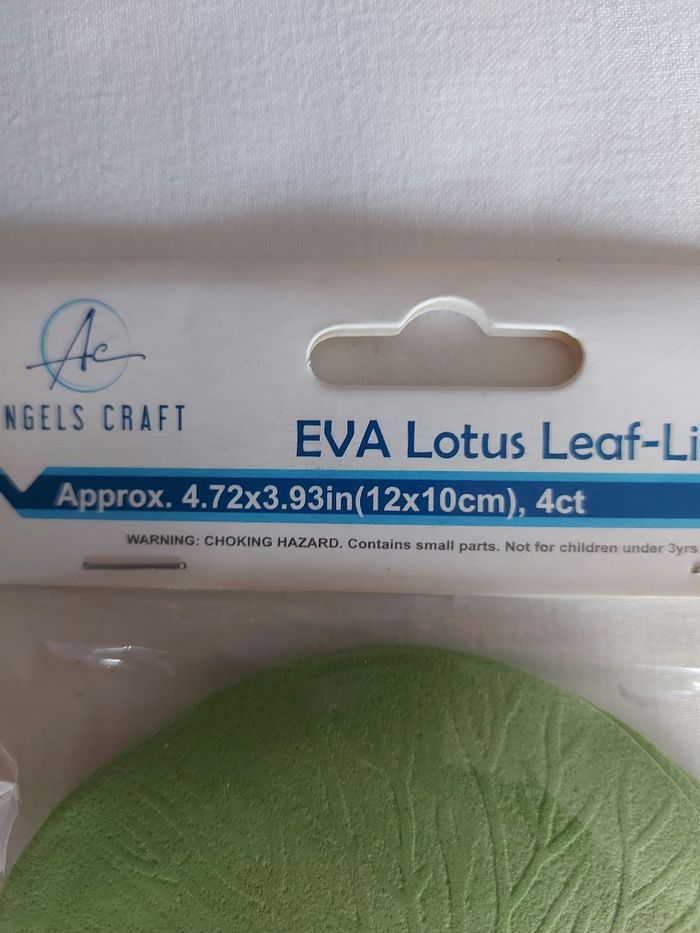 Ac
NGELS CRAFT
EVA Lotus Leaf-Li
Approx. 4.72x3.93in(12x10cm), 4ct
WARNING: CHOKING HAZARD. Contains small parts. Not for children under 3yrs